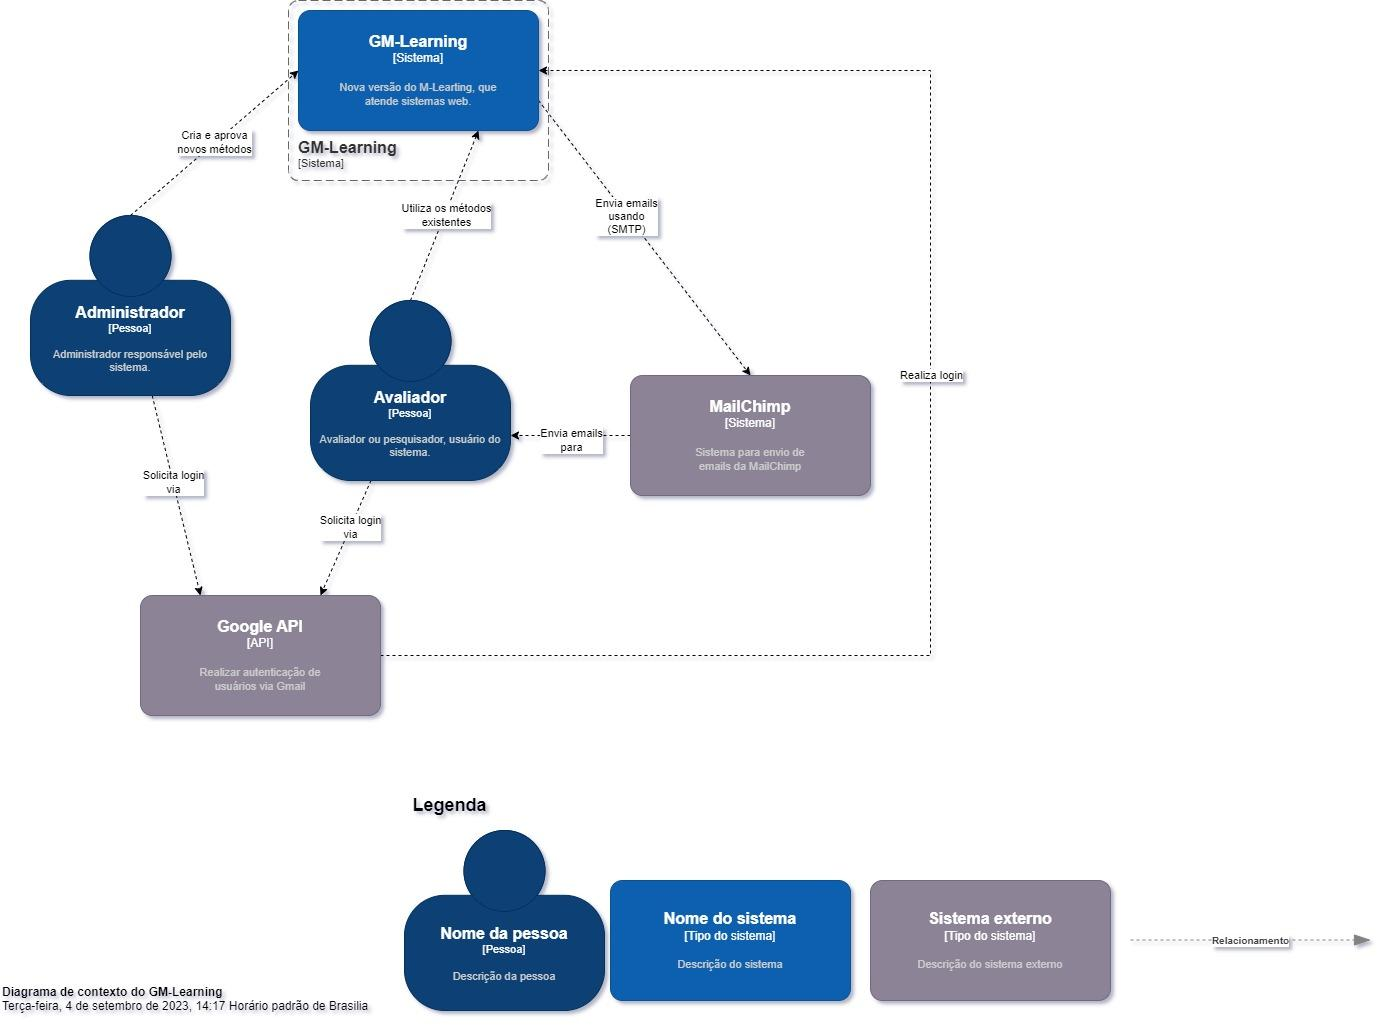 GM-Learning
[Sistema]
Nova versão do M-Learting, que
atende sistemas web.
GM-Learning
[Sistema]
Cria e aprova
novos métodos
Utiliza os métodos
existentes
Envia emails
usando
(SMTP)
Administrador
[Pessoa]
Administrador responsável pelo
sistema.
Avaliador
[Pessoa]
Avaliador ou pesquisador, usuário do
sistema.
MailChimp
[Sistema]
Sistema para envio de
emails da MailChimp
Realiza login
Envia emails
para
Solicita login
via
Solicita login
via
Google API
[API]
Realizar autenticação de
usuários via Gmail
Legenda
Nome da pessoa
[Pessoa]
Descrição da pessoa
Nome do sistema
[Tipo do sistema]
Descrição do sistema
Sistema externo
[Tipo do sistema]
Descrição do sistema externo
Relacionamento
Diagrama de contexto do GM-Learning
Terça-feira, 4 de setembro de 2023, 14:17 Horário padrão de Brasilia